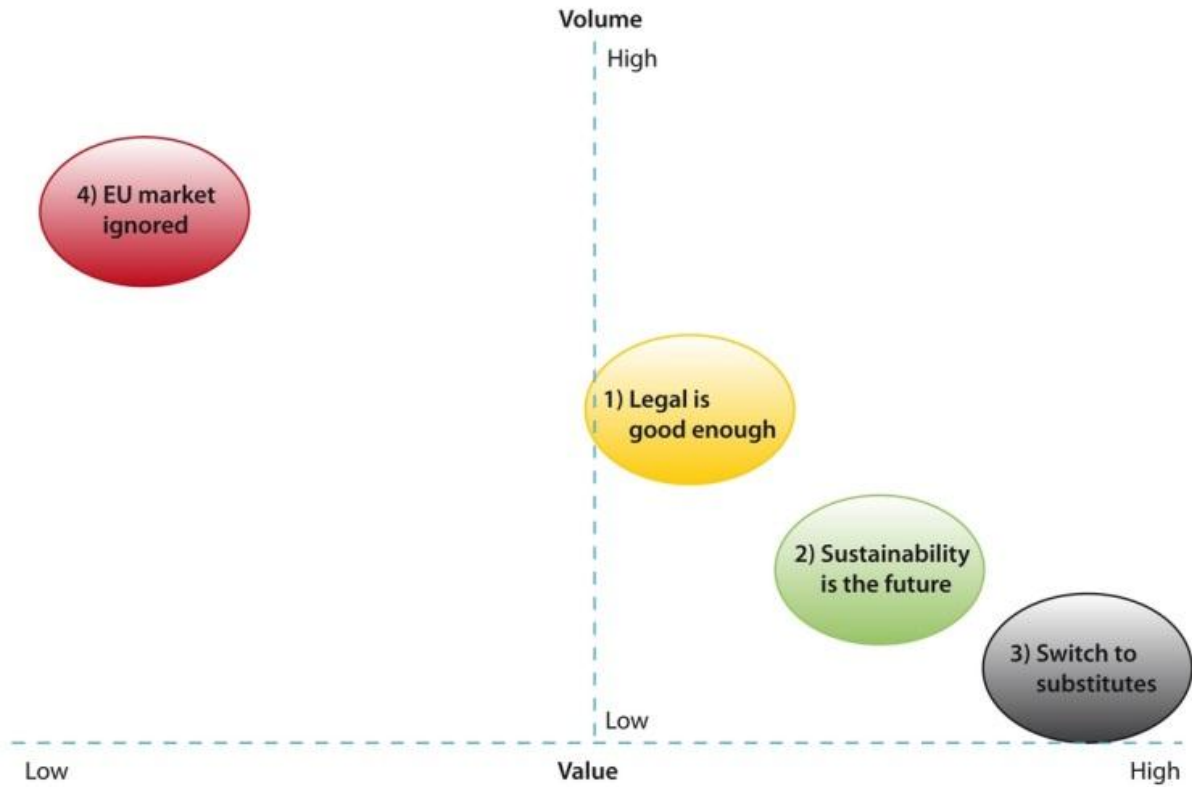 Volume
High
4) EU market
ignored
1) Legal is
good enough
2) Sustainability
is the future
3) Switch to
substitutes
Low
Low
Value
High